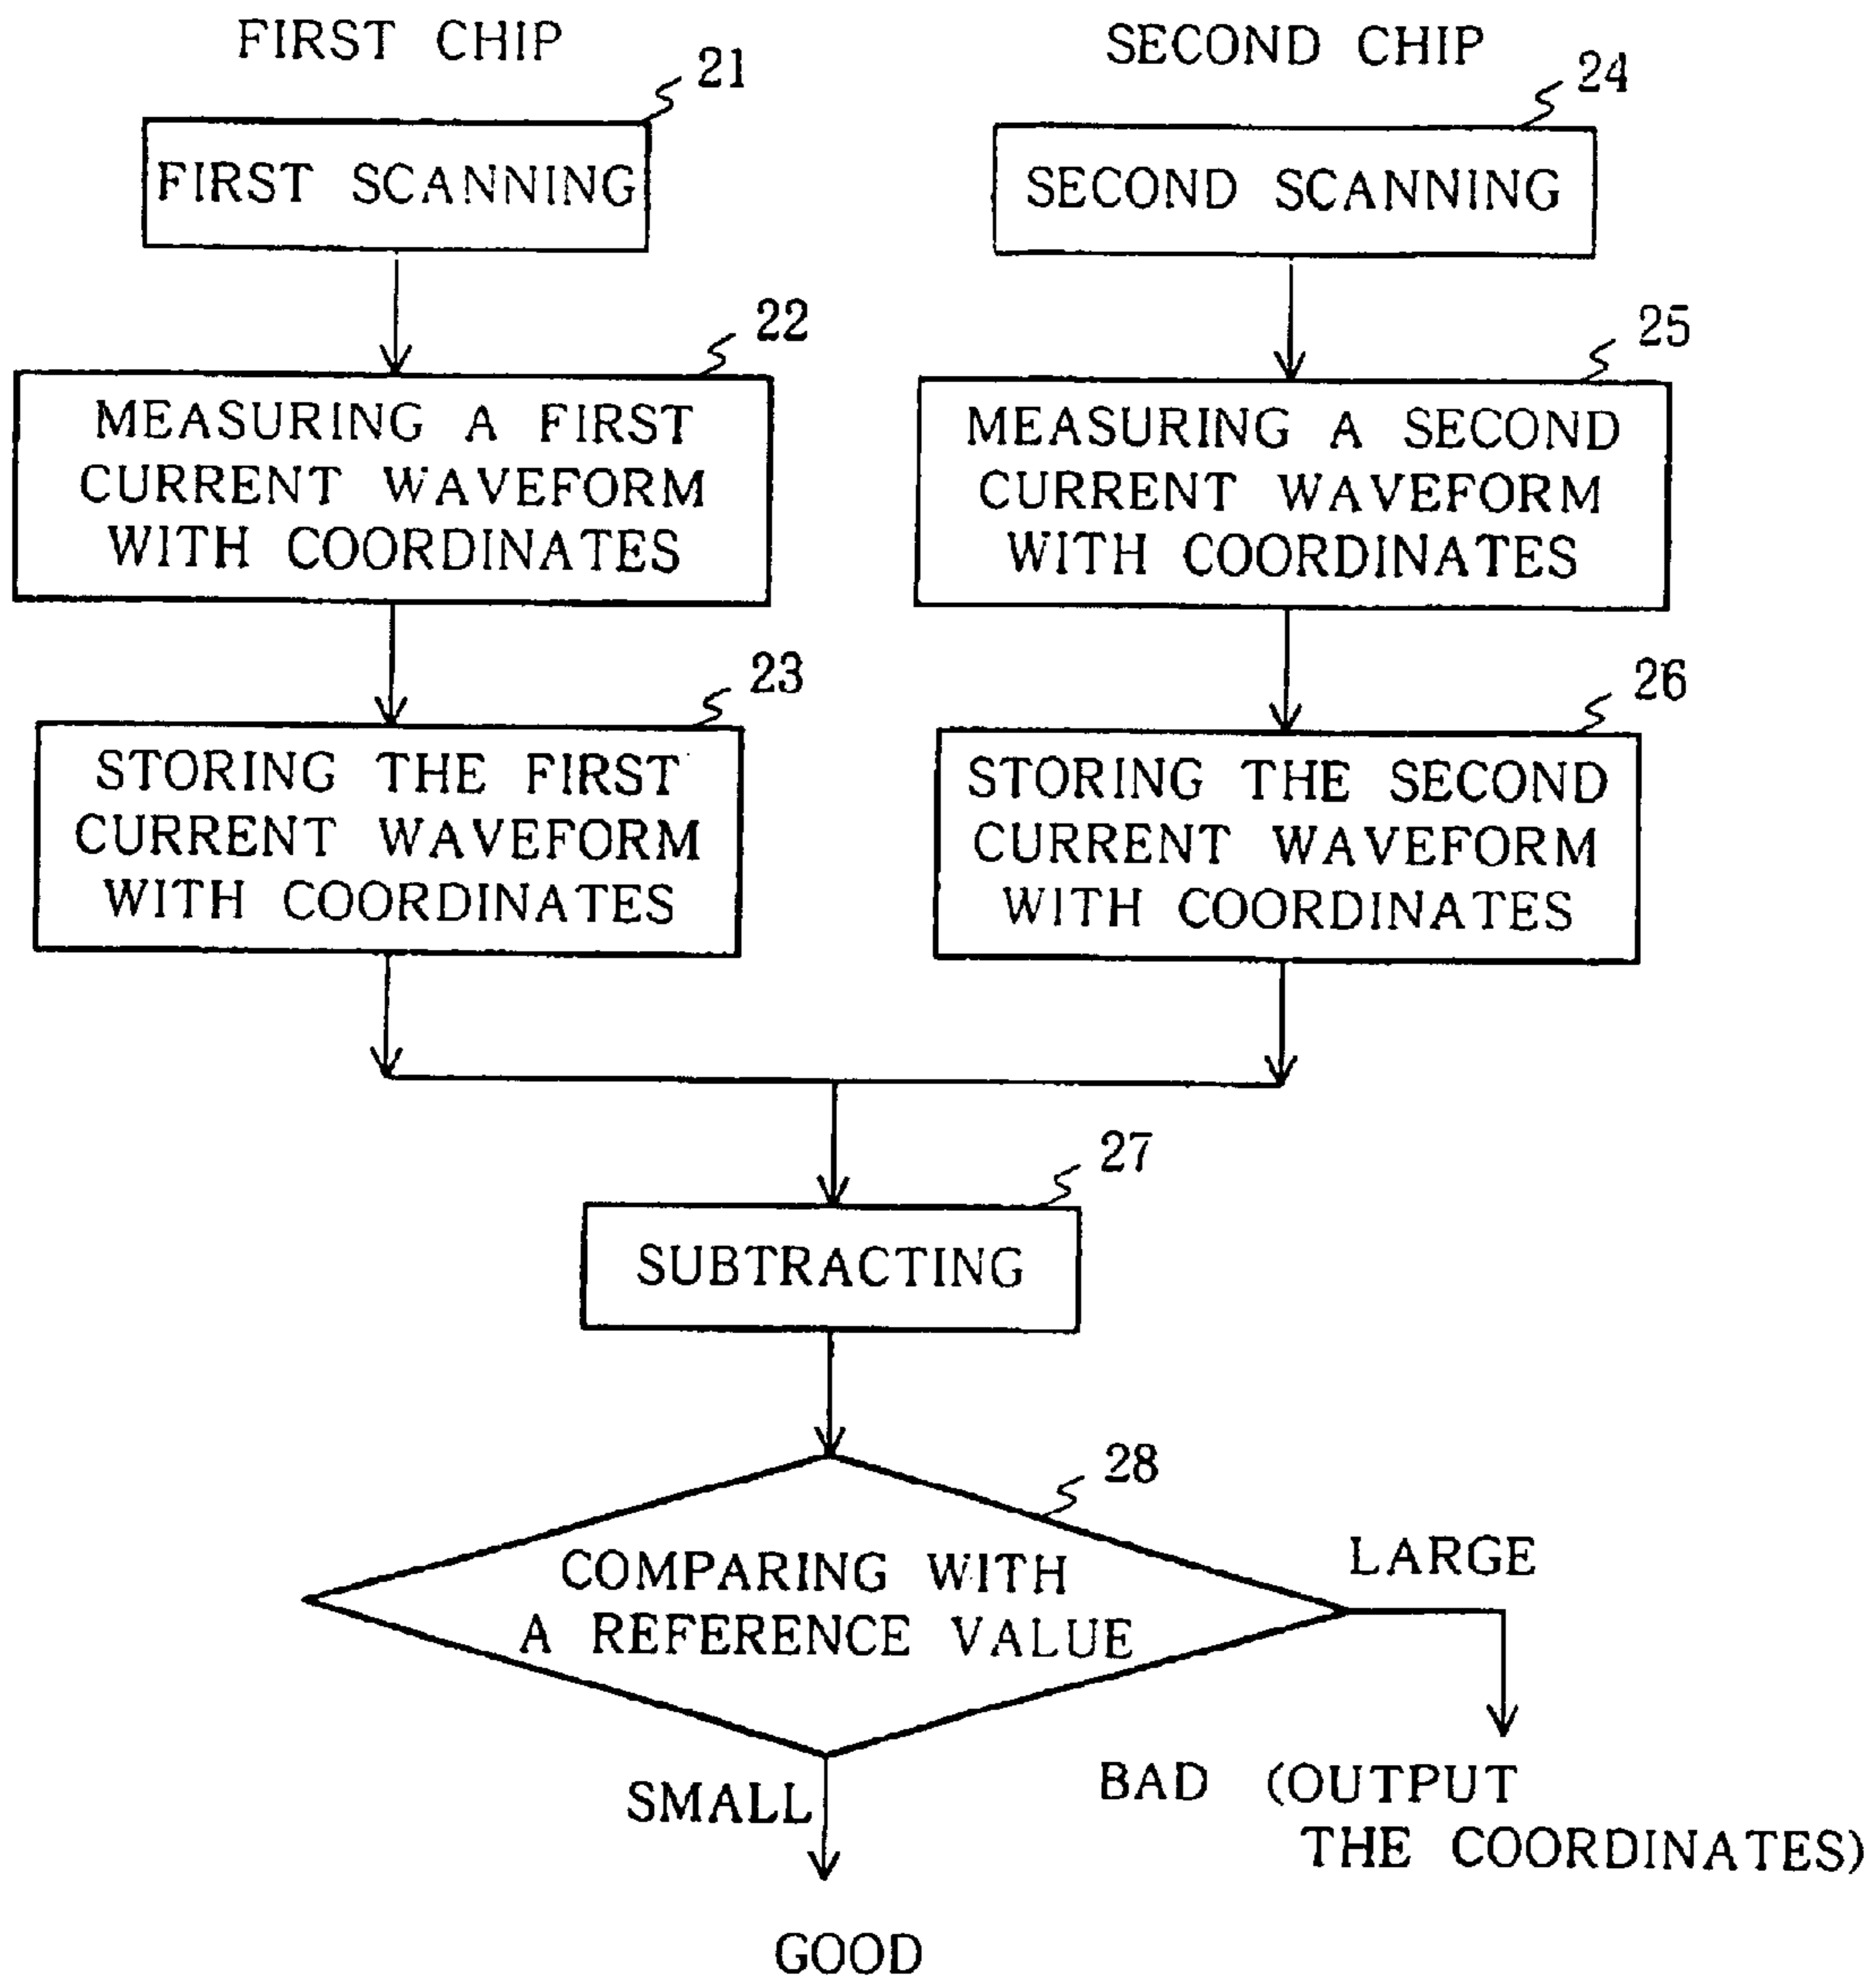 FIRST CHIP
21
FIRST SCANNING
22
MEASURING A FIRST
CURRENT WAVEFORM
WITH COORDINATES
23
STORING THE FIRST
CURRENT WAVEFORM
WITH COORDINATES
SECOND CHIP
24
SECOND SCANNING
25
MEASURING A SECOND
CURRENT WAVEFORM
WITH COORDINATES
26
STORING THE SECOND
CURRENT WAVEFORM
WITH COORDINATES
27
SUBTRACTING
28
COMPARING WITH
A REFERENCE VALUE
LARGE
BAD (OUTPUT
THE COORDINATES)
SMALL
GOOD